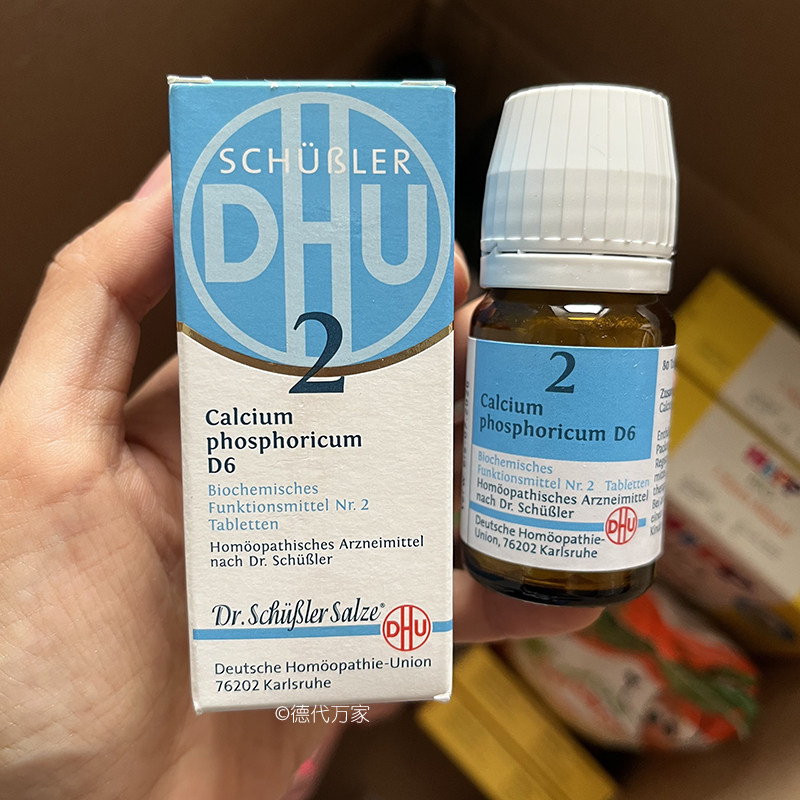 SCHÜßLER
DHU
2
Calcium
phosphoricum
D6
Biochemisches
Funktionsmittel Nr. 2
Tabletten
Homöopathisches Arzneimittel
nach Dr. Schüßler
Dr. Schüßler Salze®
DHU
Deutsche Homöopathie-Union
76202 Karlsruhe
2
Calcium
phosphoricum D6
Biochemisches
Funktionsmittel Nr. 2 Tabletten
Homöopathisches Arzneimittel
nach Dr. Schüßler
DHU
Deutsche Homöopathie-
Union, 76202 Karlsruhe
80
©德代万家